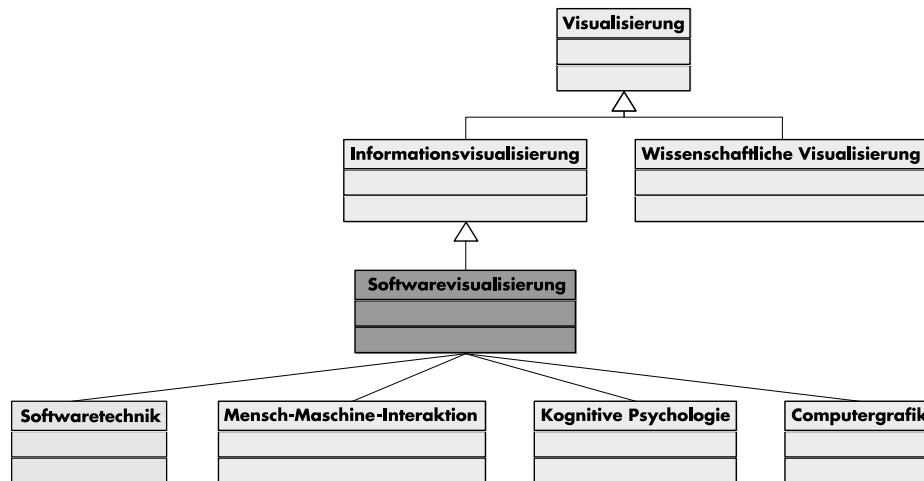 Visualisierung
Informationsvisualisierung
Wissenschaftliche Visualisierung
Softwarevisualisierung
Softwaretechnik
Mensch-Maschine-Interaktion
Kognitive Psychologie
Computergrafik